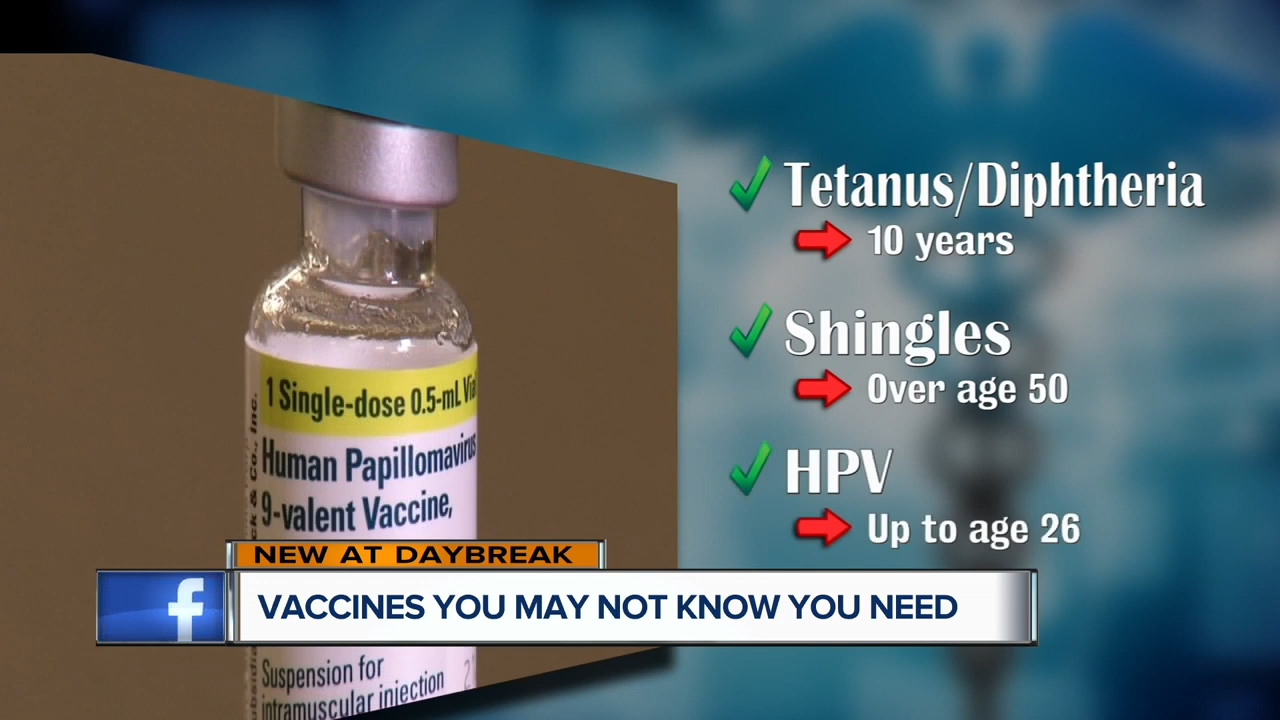 Tetanus/Diphtheria
10 years
Shingles
Over age 50
HPV
Up to age 26
1 Single-dose 0.5-mL
Human Papillomavirus
9-valent Vaccine,
Suspension for
intramuscular injection
Co., Inc.
NEW AT DAYBREAK
f
VACCINES YOU MAY NOT KNOW YOU NEED